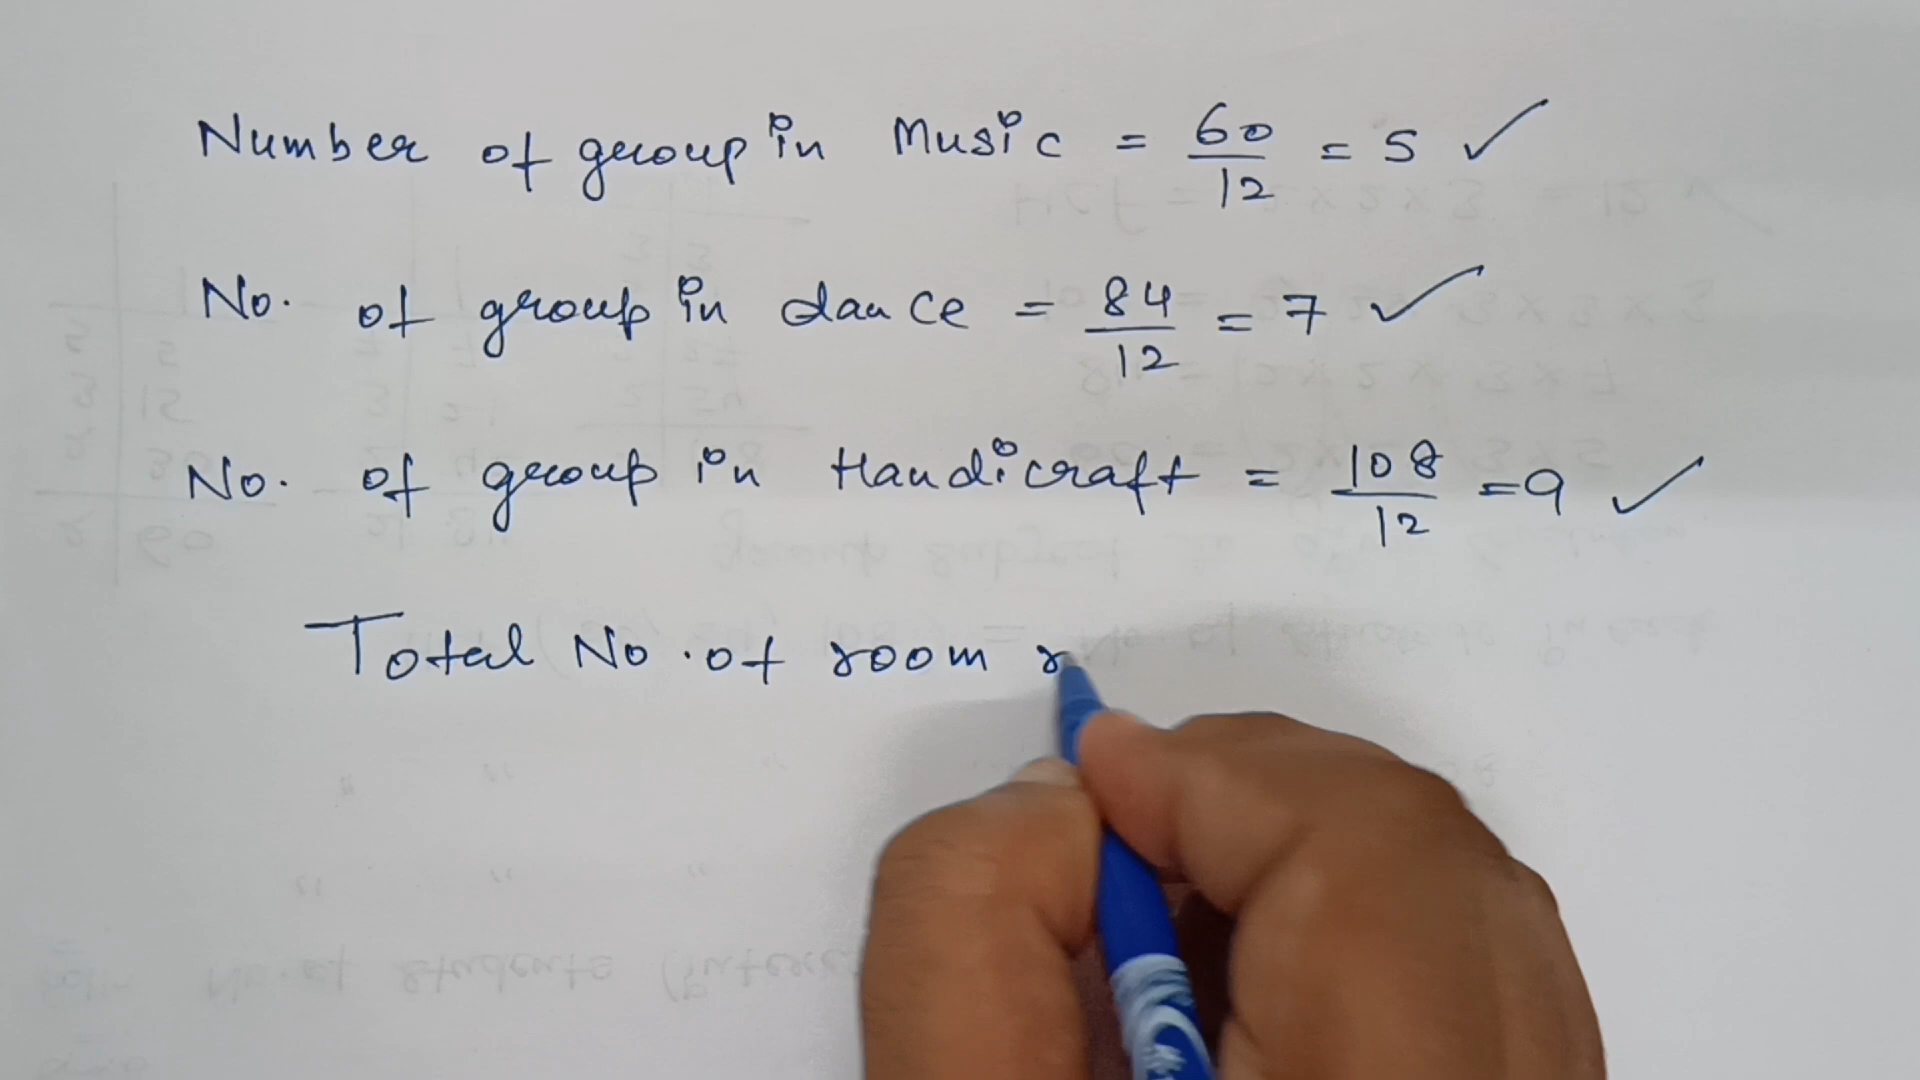 Number of group in Music = 60/12 = 5 ✓
No. of group in dance = 84/12 = 7 ✓
No. of group in Handicraft = 108/12 = 9 ✓
Total No. of room r